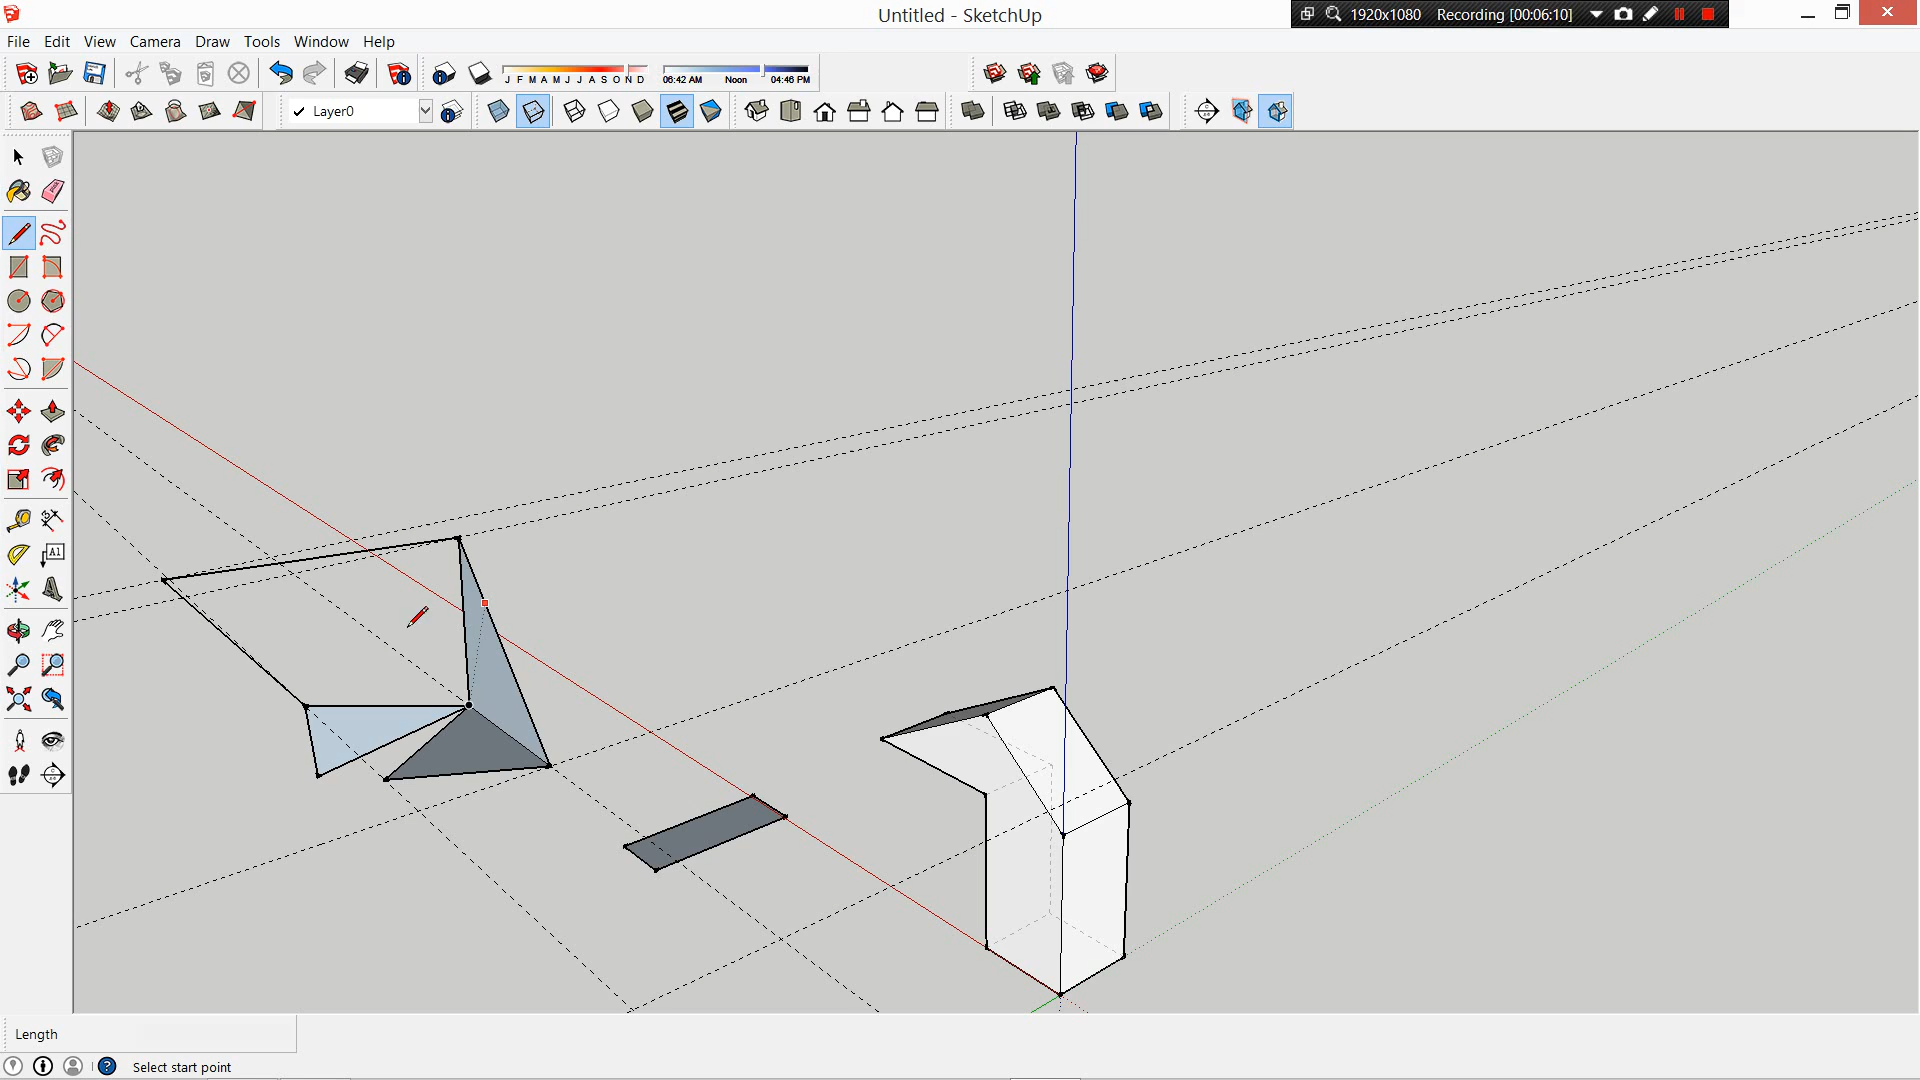 Untitled - SketchUp
1920x1080 Recording [00:06:10]
File Edit View Camera Draw Tools Window Help
J F M A M J J A S O N D
06:42 AM Noon 04:46 PM
Layer0
A1
Length
Select start point